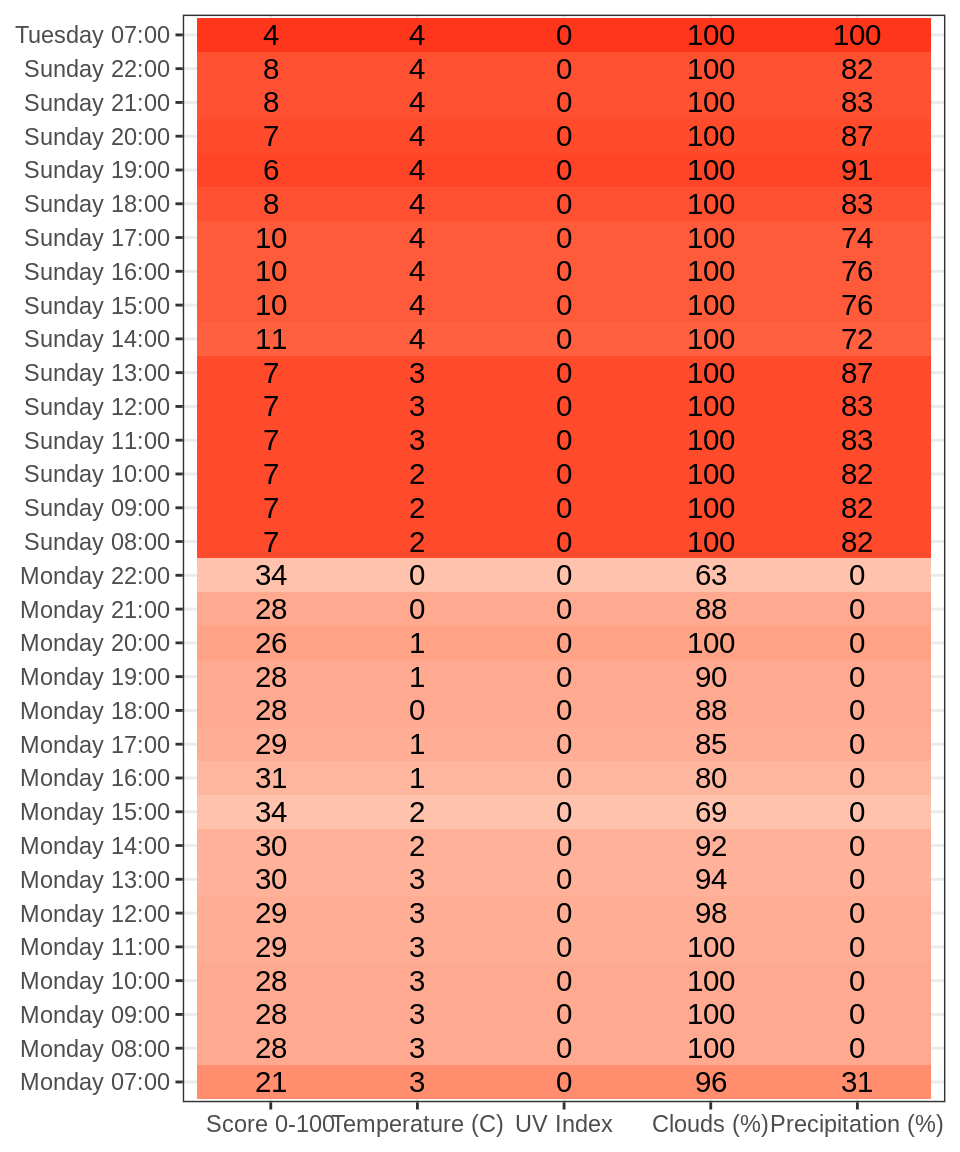 Tuesday 07:00 4 4 0 100 100
Sunday 22:00 8 4 0 100 82
Sunday 21:00 8 4 0 100 83
Sunday 20:00 7 4 0 100 87
Sunday 19:00 6 4 0 100 91
Sunday 18:00 8 4 0 100 83
Sunday 17:00 10 4 0 100 74
Sunday 16:00 10 4 0 100 76
Sunday 15:00 10 4 0 100 76
Sunday 14:00 11 4 0 100 72
Sunday 13:00 7 3 0 100 87
Sunday 12:00 7 3 0 100 83
Sunday 11:00 7 3 0 100 83
Sunday 10:00 7 2 0 100 82
Sunday 09:00 7 2 0 100 82
Sunday 08:00 7 2 0 100 82
Monday 22:00 34 0 0 63 0
Monday 21:00 28 0 0 88 0
Monday 20:00 26 1 0 100 0
Monday 19:00 28 1 0 90 0
Monday 18:00 28 0 0 88 0
Monday 17:00 29 1 0 85 0
Monday 16:00 31 1 0 80 0
Monday 15:00 34 2 0 69 0
Monday 14:00 30 2 0 92 0
Monday 13:00 30 3 0 94 0
Monday 12:00 29 3 0 98 0
Monday 11:00 29 3 0 100 0
Monday 10:00 28 3 0 100 0
Monday 09:00 28 3 0 100 0
Monday 08:00 28 3 0 100 0
Monday 07:00 21 3 0 96 31
Score 0-100 Temperature (C) UV Index Clouds (%) Precipitation (%)